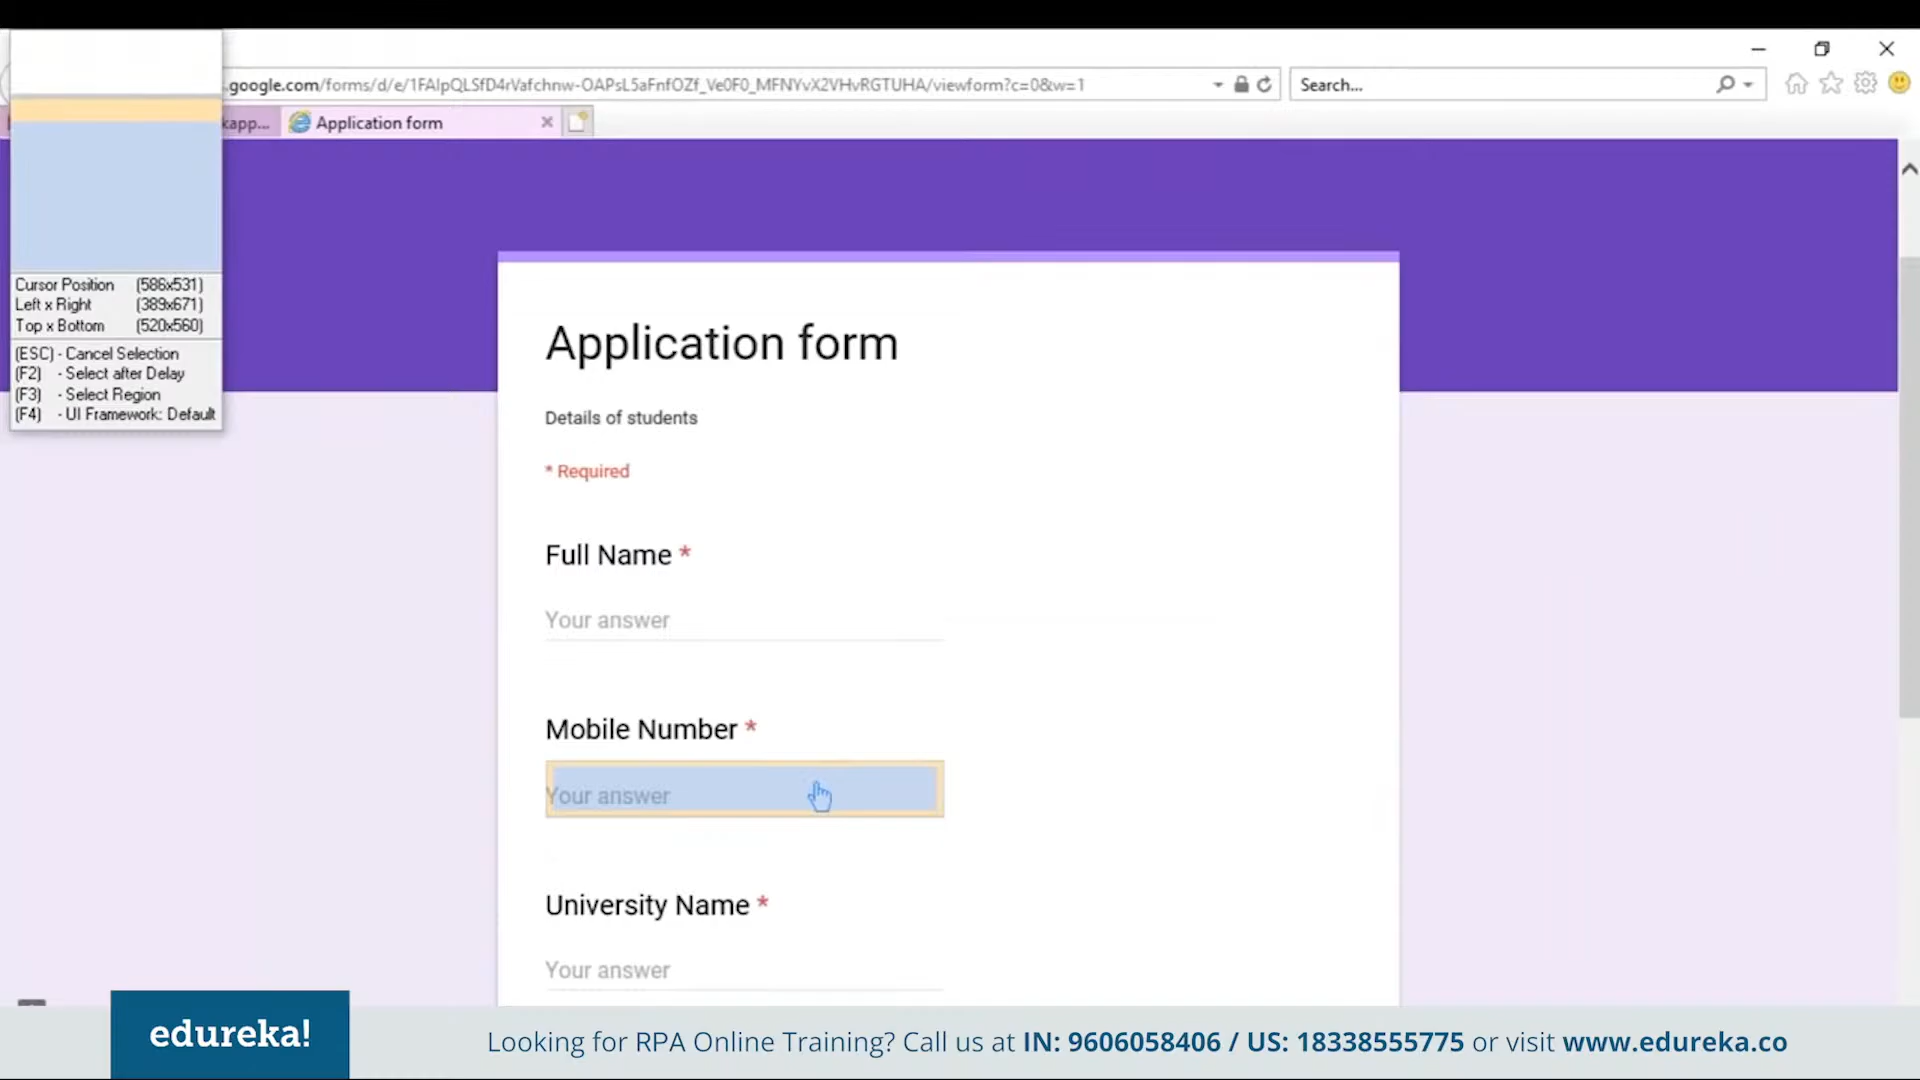 .google.com/forms/d/e/1FAIpQLSfD4rVafchnw-OAPsL5aFnfOZf_Ve0F0_MFNYvX2VHvRGTUHA/viewform?c=0&w=1
Search...
kapp...
Application form
Cursor Position (586x531)
Left x Right (389x671)
Top x Bottom (520x560)
(ESC) - Cancel Selection
(F2) - Select after Delay
(F3) - Select Region
(F4) - UI Framework: Default
Application form
Details of students
* Required
Full Name *
Your answer
Mobile Number *
Your answer
University Name *
Your answer
edureka!
Looking for RPA Online Training? Call us at IN: 9606058406 / US: 18338555775 or visit www.edureka.co